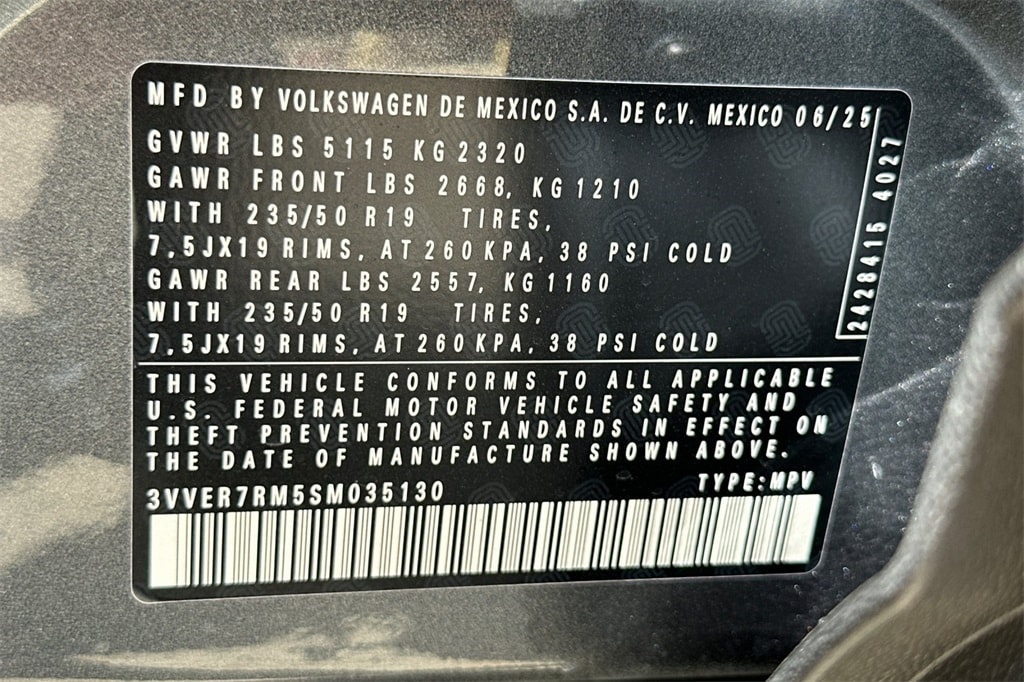 MFD BY VOLKSWAGEN DE MEXICO S.A. DE C.V. MEXICO 06/25
GVWR LBS 5115 KG 2320
GAWR FRONT LBS 2668, KG 1210
WITH 235/50 R19 TIRES,
7,5JX19 RIMS, AT 260 KPA, 38 PSI COLD
GAWR REAR LBS 2557, KG 1160
WITH 235/50 R19 TIRES,
7,5JX19 RIMS, AT 260 KPA, 38 PSI COLD
2428415 4027
THIS VEHICLE CONFORMS TO ALL APPLICABLE
U.S. FEDERAL MOTOR VEHICLE SAFETY AND
THEFT PREVENTION STANDARDS IN EFFECT ON
THE DATE OF MANUFACTURE SHOWN ABOVE.
3VVER7RM5SM035130 TYPE:MPV